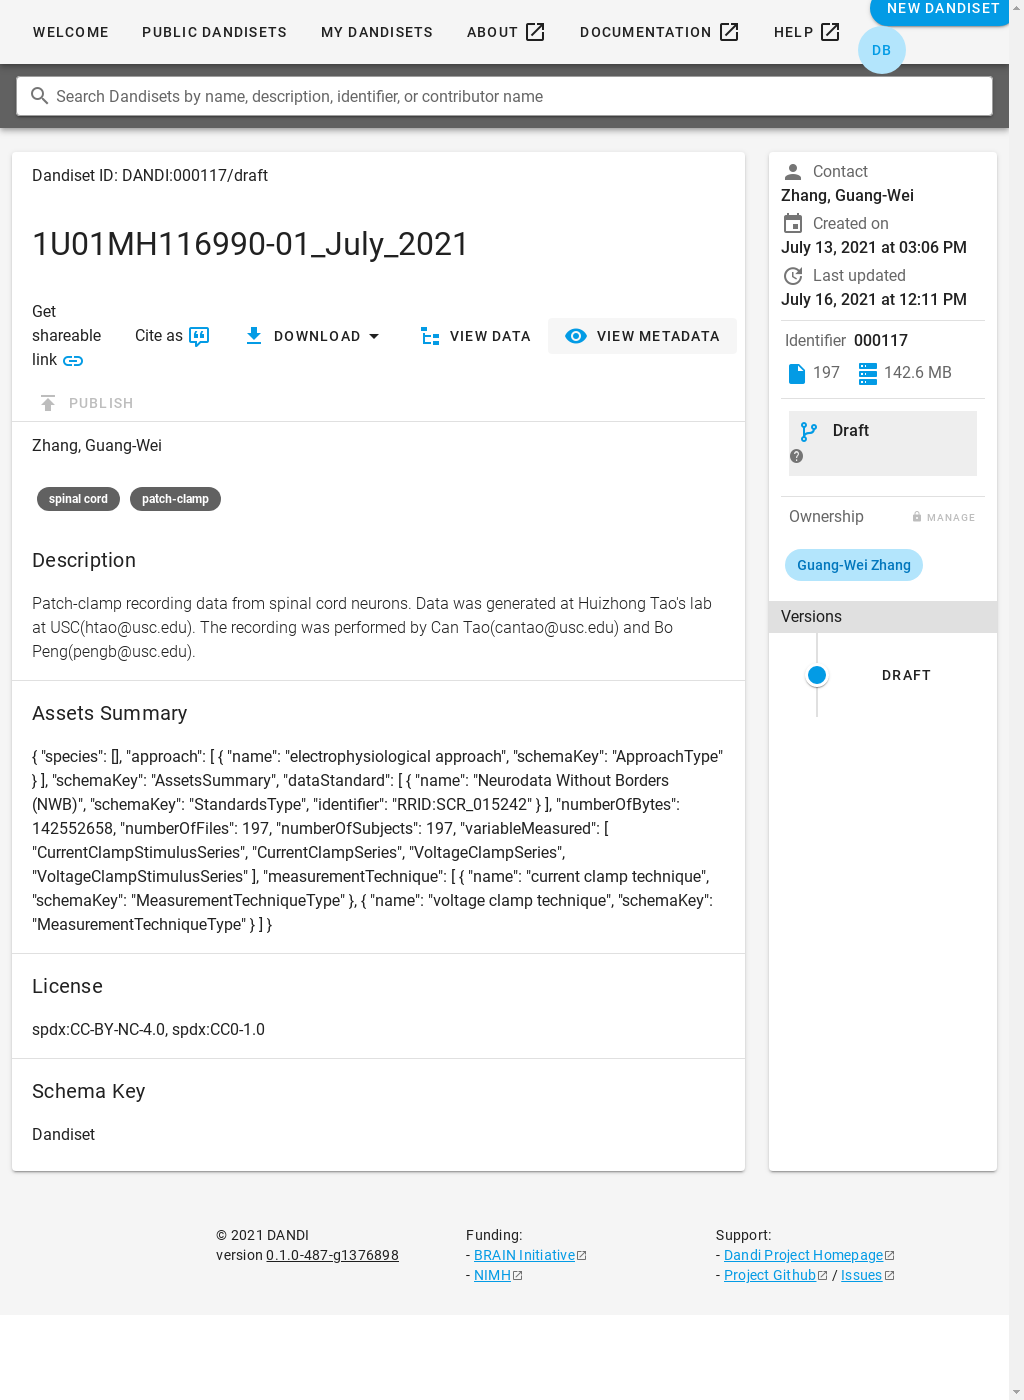 WELCOME PUBLIC DANDISETS MY DANDISETS ABOUT DOCUMENTATION HELP NEW DANDISET
DB
Search Dandisets by name, description, identifier, or contributor name
Dandiset ID: DANDI:000117/draft
1U01MH116990-01_July_2021
Get shareable link
Cite as
DOWNLOAD
VIEW DATA
VIEW METADATA
PUBLISH
Zhang, Guang-Wei
spinal cord patch-clamp
Description
Patch-clamp recording data from spinal cord neurons. Data was generated at Huizhong Tao's lab
at USC(htao@usc.edu). The recording was performed by Can Tao(cantao@usc.edu) and Bo
Peng(pengb@usc.edu).
Assets Summary
{ "species": [], "approach": [ { "name": "electrophysiological approach", "schemaKey": "ApproachType"
} ], "schemaKey": "AssetsSummary", "dataStandard": [ { "name": "Neurodata Without Borders
(NWB)", "schemaKey": "StandardsType", "identifier": "RRID:SCR_015242" } ], "numberOfBytes":
142552658, "numberOfFiles": 197, "numberOfSubjects": 197, "variableMeasured": [
"CurrentClampStimulusSeries", "CurrentClampSeries", "VoltageClampSeries",
"VoltageClampStimulusSeries" ], "measurementTechnique": [ { "name": "current clamp technique",
"schemaKey": "MeasurementTechniqueType" }, { "name": "voltage clamp technique", "schemaKey":
"MeasurementTechniqueType" } ] }
License
spdx:CC-BY-NC-4.0, spdx:CC0-1.0
Schema Key
Dandiset
Contact
Zhang, Guang-Wei
Created on
July 13, 2021 at 03:06 PM
Last updated
July 16, 2021 at 12:11 PM
Identifier 000117
197 142.6 MB
Draft
Ownership MANAGE
Guang-Wei Zhang
Versions
DRAFT
© 2021 DANDI
version 0.1.0-487-g1376898
Funding:
- BRAIN Initiative
- NIMH
Support:
- Dandi Project Homepage
- Project Github / Issues